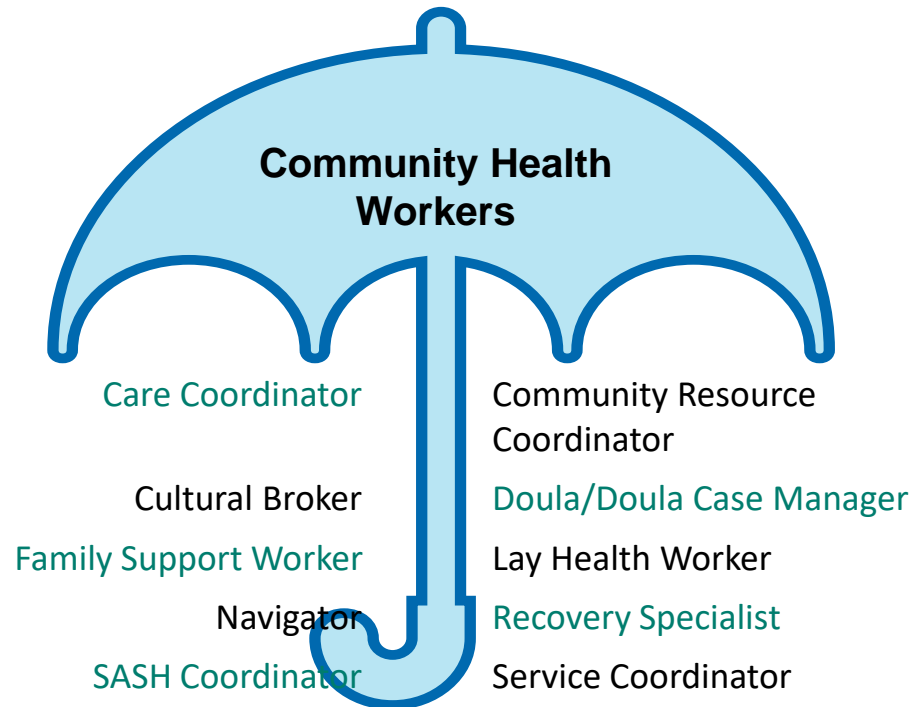 Community Health
Workers
Care Coordinator
Community Resource
Coordinator
Cultural Broker
Doula/Doula Case Manager
Family Support Worker
Lay Health Worker
Navigator
Recovery Specialist
SASH Coordinator
Service Coordinator